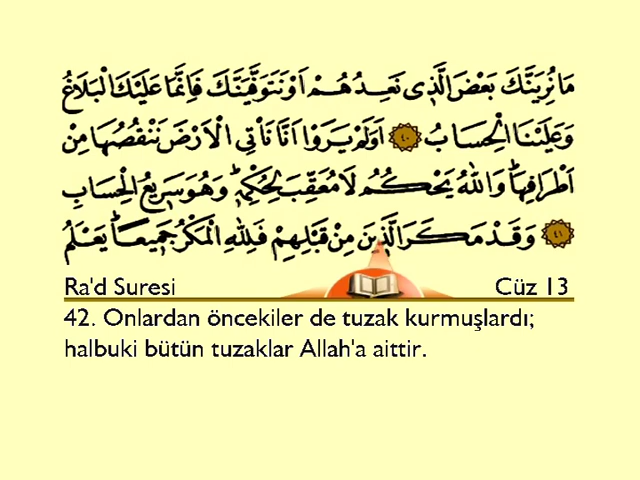 مَا نُرِيَنَّكَ بَعْضَ الَّذ۪ي نَعِدُهُمْ اَوْ نَتَوَفَّيَنَّكَ فَاِنَّمَا عَلَيْكَ الْبَلَاغُ
وَعَلَيْنَا الْحِسَابُ ٤٠ اَوَلَمْ يَرَوْا اَنَّا نَأْتِي الْاَرْضَ نَنْقُصُهَا مِنْ
اَطْرَافِهَاۜ وَاللّٰهُ يَحْكُمُ لَا مُعَقِّبَ لِحُكْمِه۪ۜ وَهُوَ سَر۪يعُ الْحِسَابِ
٤١ وَقَدْ مَكَرَ الَّذ۪ينَ مِنْ قَبْلِهِمْ فَلِلّٰهِ الْمَكْرُ جَم۪يعًاۜ يَعْلَمُ
Ra'd Suresi Cüz 13
42. Onlardan öncekiler de tuzak kurmuşlardı;
halbuki bütün tuzaklar Allah'a aittir.